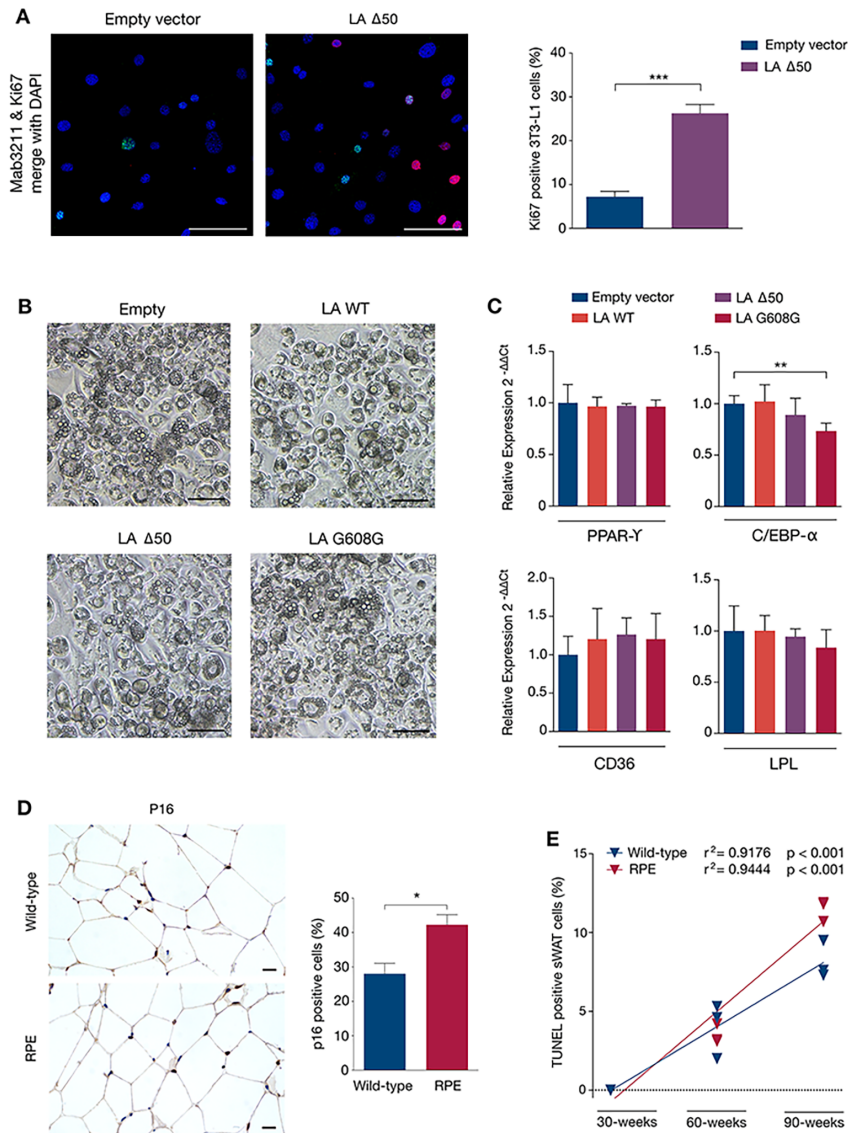 A
Empty vector
LA Δ50
Mab3211 & Ki67
merge with DAPI
Ki67 positive 3T3-L1 cells (%)
40
30
20
10
0
***
Empty vector
LA Δ50
B
Empty
LA WT
LA Δ50
LA G608G
C
Empty vector
LA Δ50
LA WT
LA G608G
Relative Expression 2 -ΔΔCt
1.5
1.0
0.5
0
PPAR-ϒ
1.5
1.0
0.5
0
**
C/EBP-α
Relative Expression 2 -ΔΔCt
2.0
1.5
1.0
0.5
0
CD36
1.5
1.0
0.5
0
LPL
D
P16
Wild-type
RPE
p16 positive cells (%)
50
40
30
20
10
0
*
Wild-type
RPE
E
Wild-type r² = 0.9176 p < 0.001
RPE r² = 0.9444 p < 0.001
TUNEL positive sWAT cells (%)
15
10
5
0
30-weeks
60-weeks
90-weeks